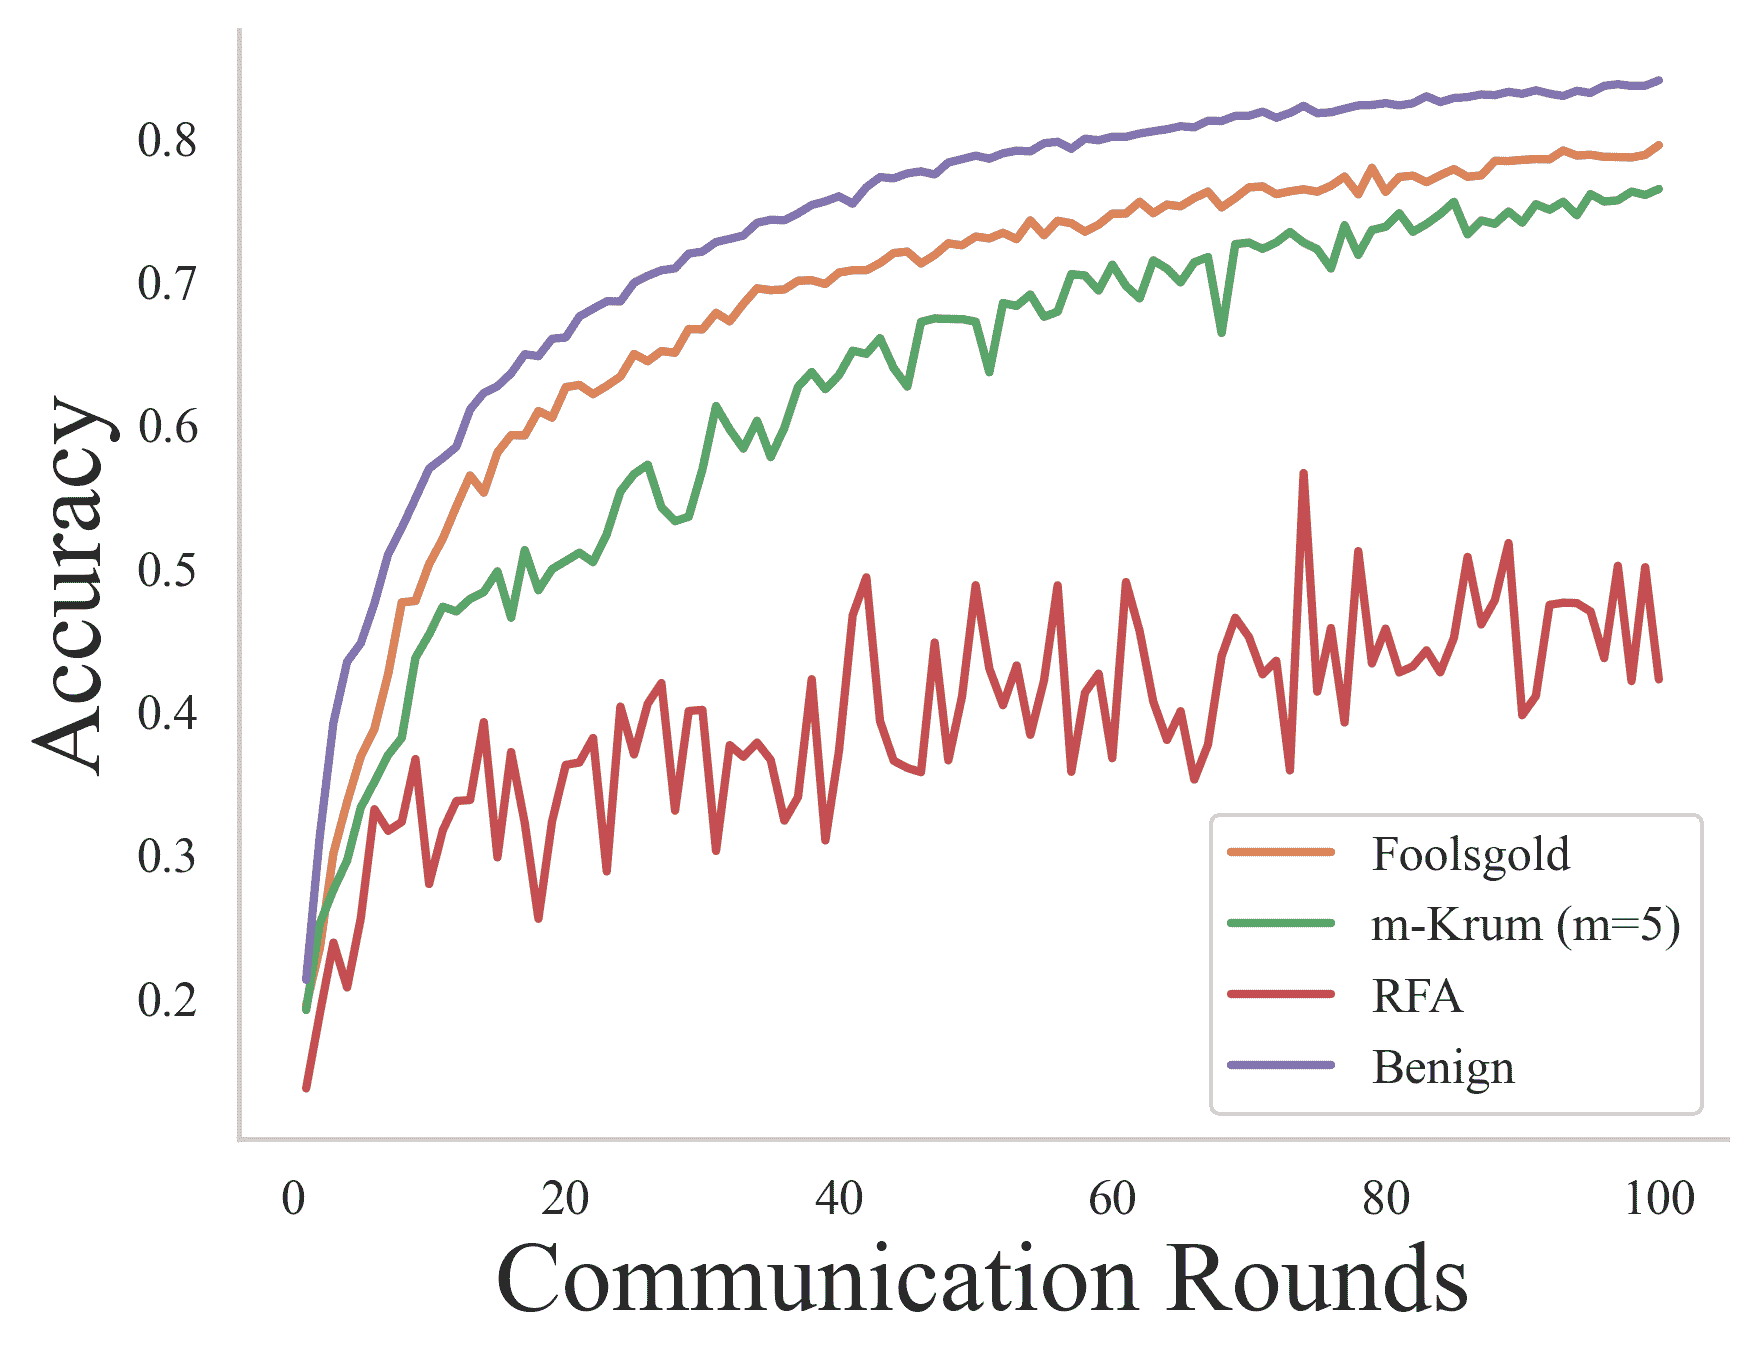 Accuracy
0.8
0.7
0.6
0.5
0.4
0.3
0.2
Foolsgold
m-Krum (m=5)
RFA
Benign
0 20 40 60 80 100
Communication Rounds